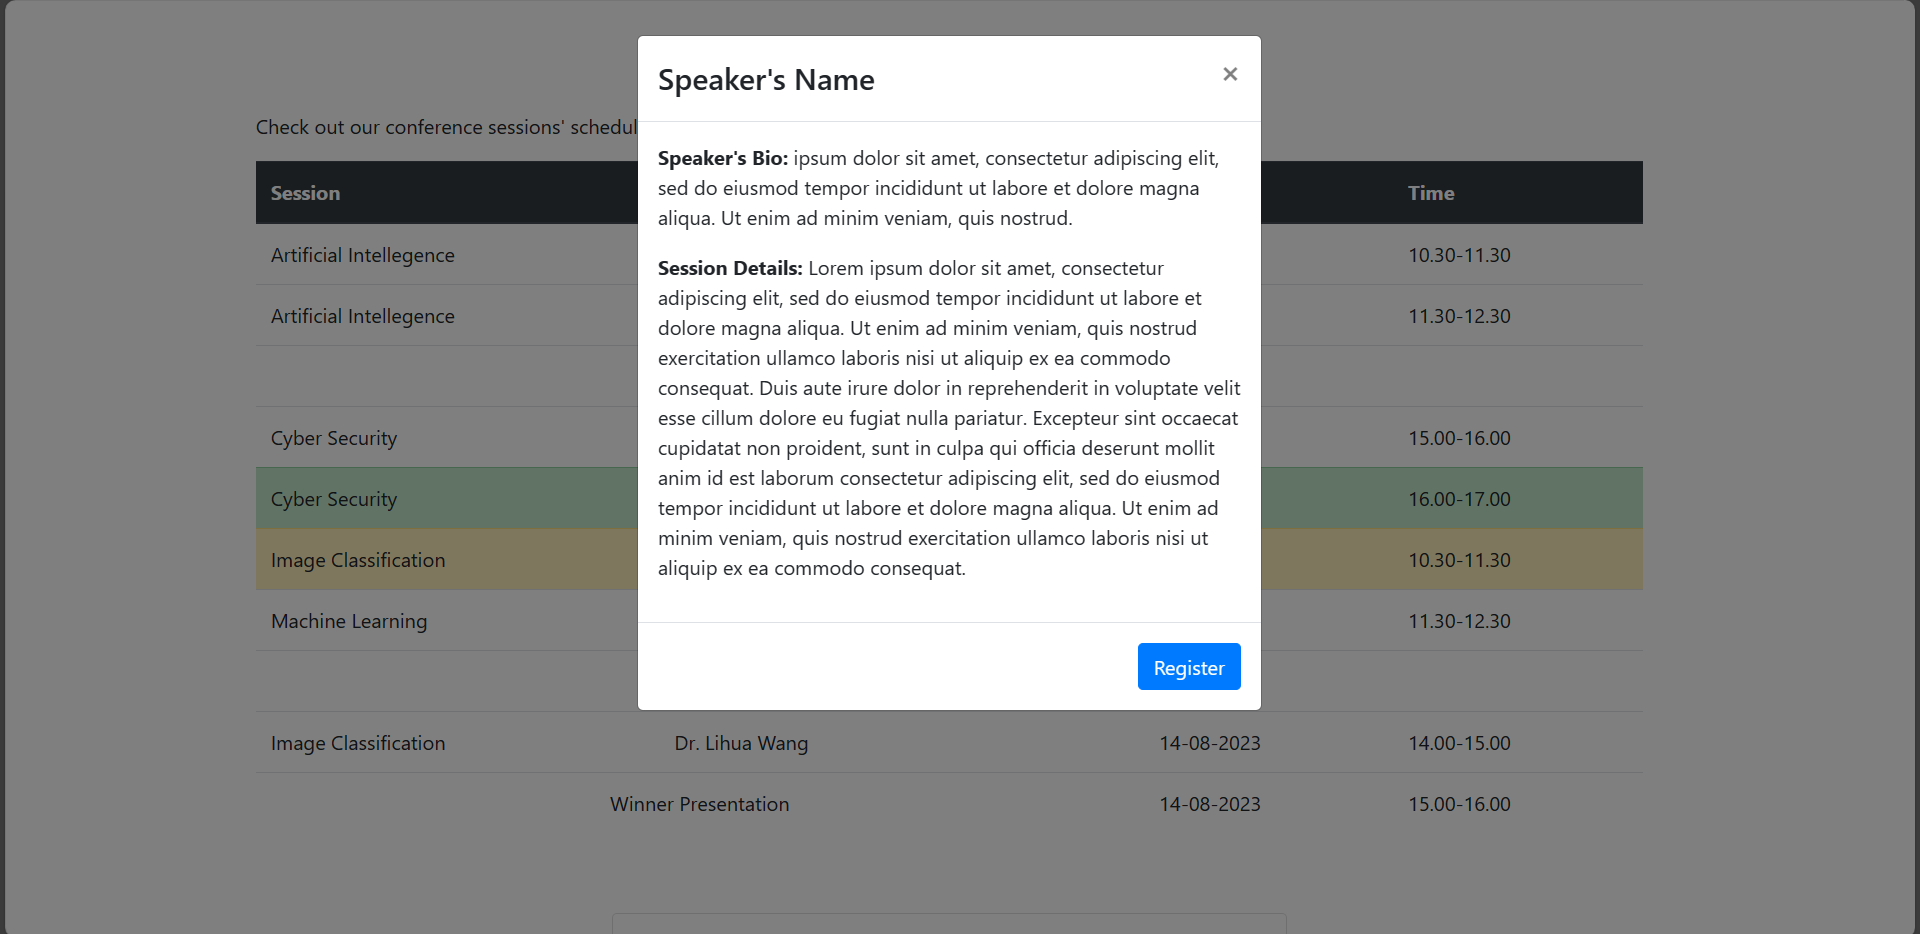 Speaker's Name
×
Speaker's Bio: ipsum dolor sit amet, consectetur adipiscing elit,
sed do eiusmod tempor incididunt ut labore et dolore magna
aliqua. Ut enim ad minim veniam, quis nostrud.
Session Details: Lorem ipsum dolor sit amet, consectetur
adipiscing elit, sed do eiusmod tempor incididunt ut labore et
dolore magna aliqua. Ut enim ad minim veniam, quis nostrud
exercitation ullamco laboris nisi ut aliquip ex ea commodo
consequat. Duis aute irure dolor in reprehenderit in voluptate velit
esse cillum dolore eu fugiat nulla pariatur. Excepteur sint occaecat
cupidatat non proident, sunt in culpa qui officia deserunt mollit
anim id est laborum consectetur adipiscing elit, sed do eiusmod
tempor incididunt ut labore et dolore magna aliqua. Ut enim ad
minim veniam, quis nostrud exercitation ullamco laboris nisi ut
aliquip ex ea commodo consequat.
Register
Check out our conference sessions' schedul
Session Time
Artificial Intellegence 10.30-11.30
Artificial Intellegence 11.30-12.30
Cyber Security 15.00-16.00
Cyber Security 16.00-17.00
Image Classification 10.30-11.30
Machine Learning 11.30-12.30
Image Classification Dr. Lihua Wang 14-08-2023 14.00-15.00
Winner Presentation 14-08-2023 15.00-16.00